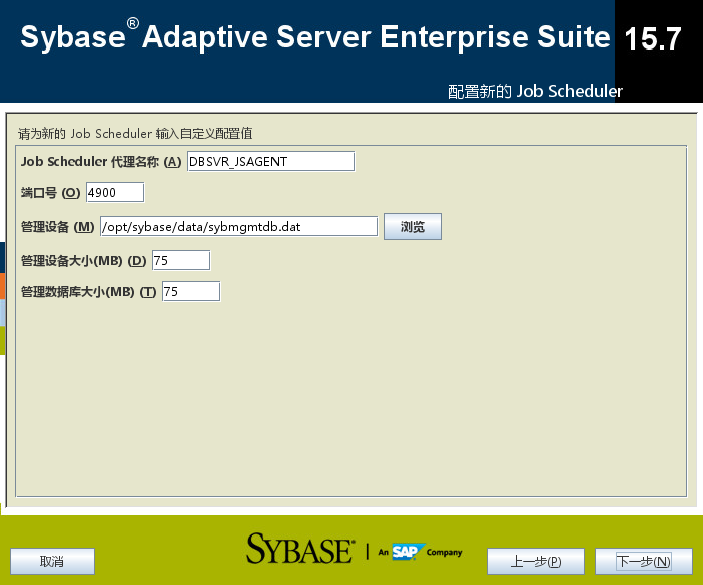 Sybase® Adaptive Server Enterprise Suite 15.7
配置新的 Job Scheduler
请为新的 Job Scheduler 输入自定义配置值
Job Scheduler 代理名称 (A) DBSVR_JSAGENT
端口号 (O) 4900
管理设备 (M) /opt/sybase/data/sybmgmtdb.dat 浏览
管理设备大小(MB) (D) 75
管理数据库大小(MB) (T) 75
SYBASE® | An SAP Company
取消 上一步(P) 下一步(N)